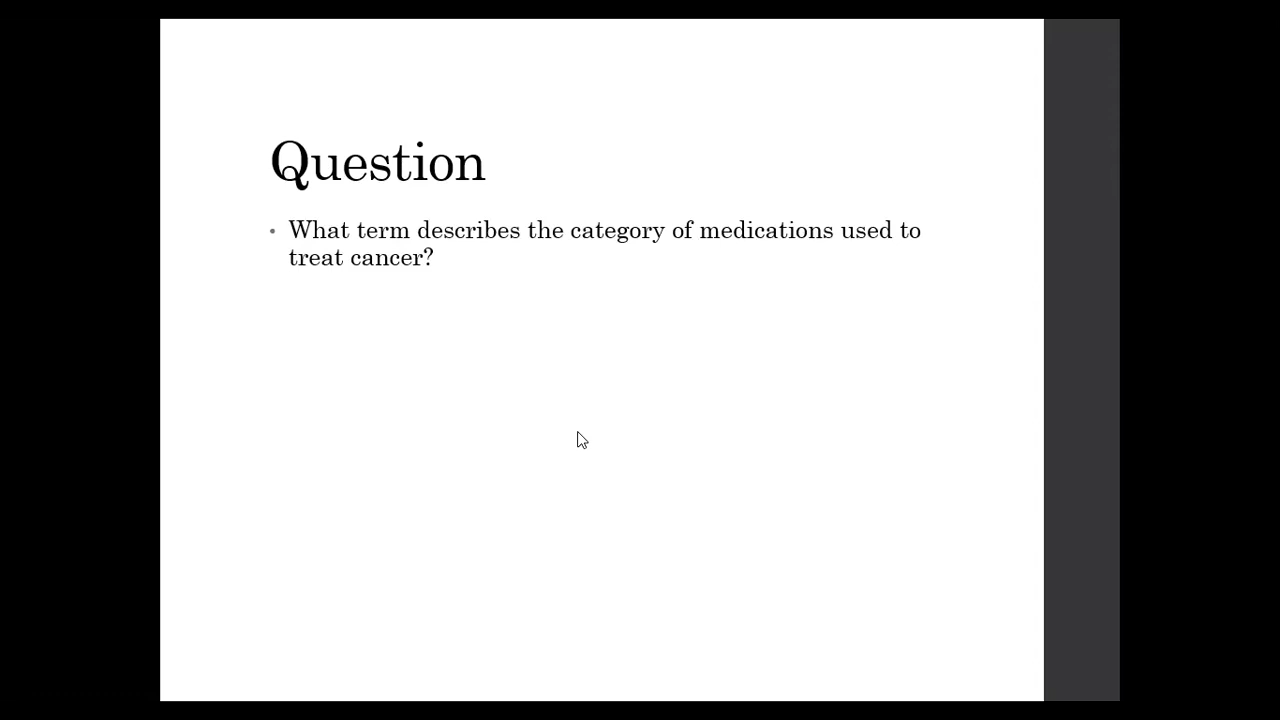 Question
• What term describes the category of medications used to
treat cancer?